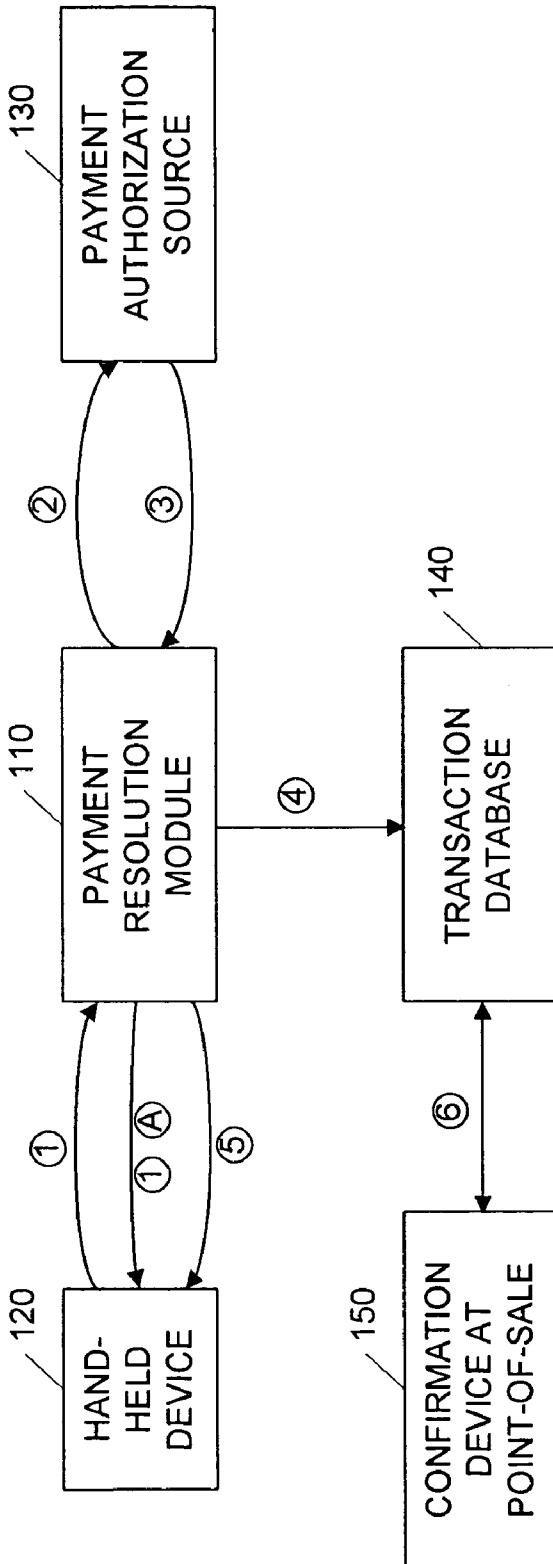 120
HAND-
HELD
DEVICE
① 
① Ⓐ
⑤
110
PAYMENT
RESOLUTION
MODULE
②
③
130
PAYMENT
AUTHORIZATION
SOURCE
④
150
CONFIRMATION
DEVICE AT
POINT-OF-SALE
⑥
140
TRANSACTION
DATABASE